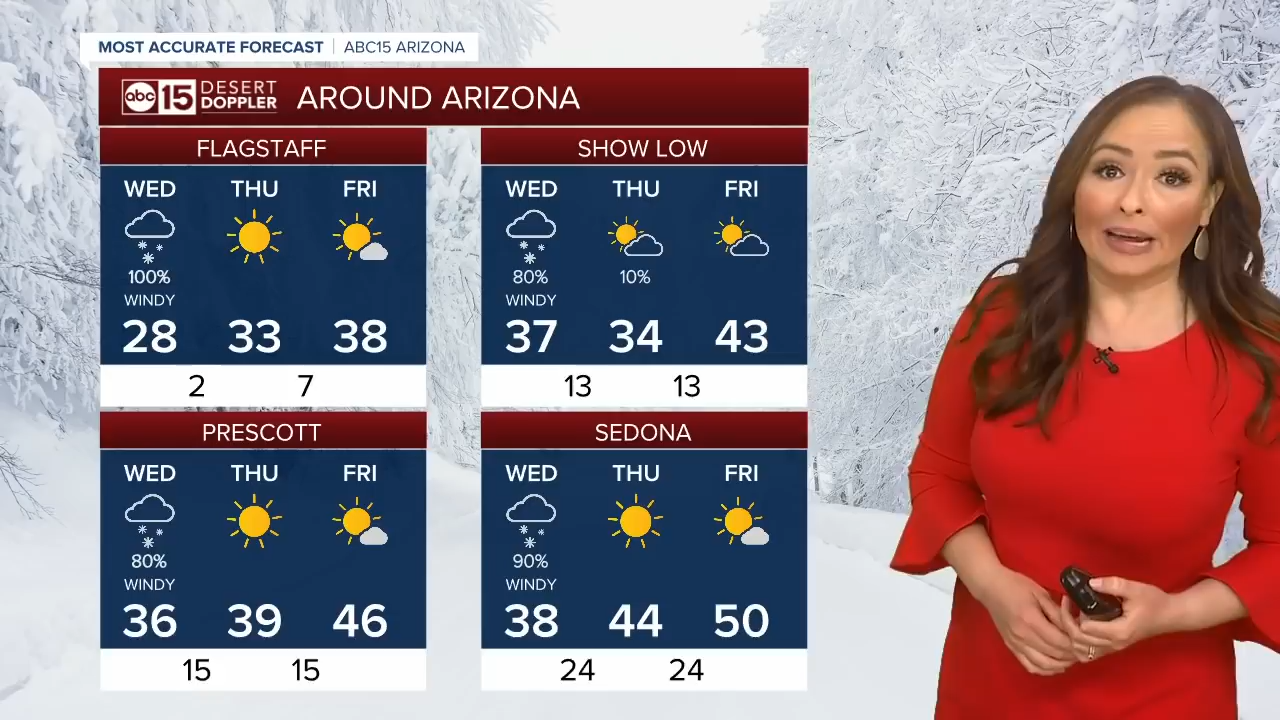 MOST ACCURATE FORECAST | ABC15 ARIZONA
abc 15 DESERT DOPPLER AROUND ARIZONA
FLAGSTAFF
WED THU FRI
100%
WINDY
28 33 38
2 7
SHOW LOW
WED THU FRI
80% 10%
WINDY
37 34 43
13 13
PRESCOTT
WED THU FRI
80%
WINDY
36 39 46
15 15
SEDONA
WED THU FRI
90%
WINDY
38 44 50
24 24